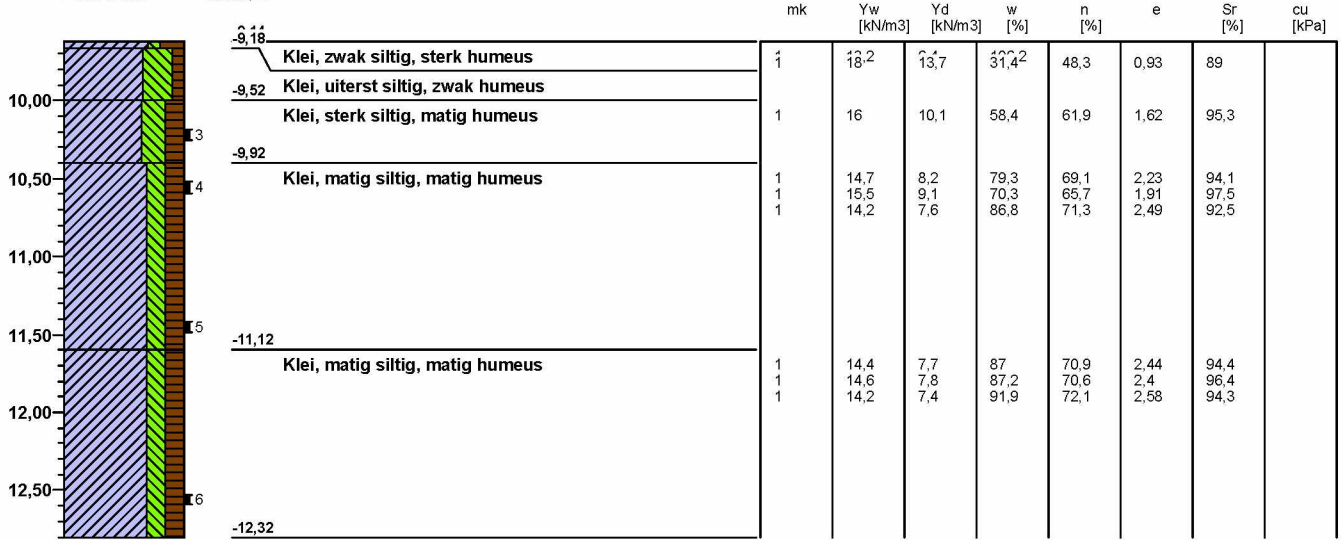 mk Yw Yd w n e Sr cu
[kN/m3] [kN/m3] [%] [%] [%] [kPa]
-9,18
Klei, zwak siltig, sterk humeus
1 18 13,7 31,4 48,3 0,93 89
Klei, uiterst siltig, zwak humeus
10,00 -9,52
Klei, sterk siltig, matig humeus 1 16 10,1 58,4 61,9 1,62 95,3
3
-9,92
10,50 4 Klei, matig siltig, matig humeus 1 14,7 8,2 79,3 69,1 2,23 94,1
1 15,5 9,1 70,3 65,7 1,91 97,5
1 14,2 7,6 86,8 71,3 2,49 92,5
11,00
5
11,50 -11,12
Klei, matig siltig, matig humeus 1 14,4 7,7 87 70,9 2,44 94,4
1 14,6 7,8 87,2 70,6 2,4 96,4
1 14,2 7,4 91,9 72,1 2,58 94,3
12,00
12,50 6
-12,32